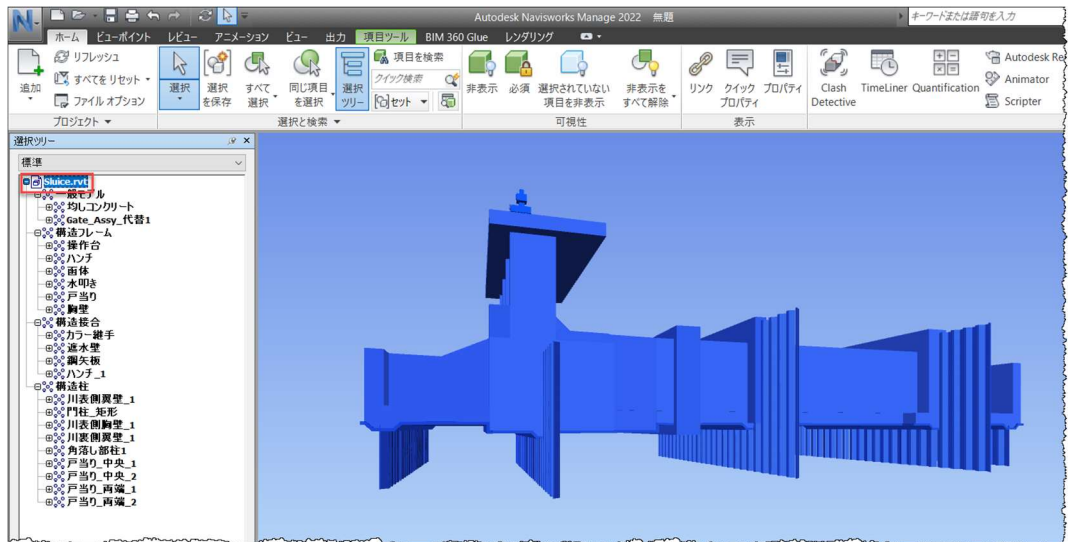 Autodesk Navisworks Manage 2022 無題
キーワードまたは語句を入力
ホーム ビューポイント レビュー アニメーション ビュー 出力 項目ツール BIM 360 Glue レンダリング
追加
リフレッシュ
すべてをリセット
ファイル オプション
プロジェクト
選択
選択を保存
すべて選択
同じ項目を選択
選択ツリー
項目を検索
クイック検索
セット
選択と検索
非表示
必須
選択されていない項目を非表示
非表示をすべて解除
可視性
リンク
クイック プロパティ
プロパティ
表示
Clash Detective
TimeLiner
Quantification
Autodesk Re
Animator
Scripter
選択ツリー
標準
Sluice.rvt
一般モデル
均しコンクリート
Gate_Assy_代替1
構造フレーム
操作台
ハンチ
函体
水叩き
戸当り
胸壁
構造接合
カラー継手
遮水壁
鋼矢板
ハンチ_1
構造柱
川表側翼壁_1
門柱_矩形
川表側胸壁_1
川裏側翼壁_1
角落し部柱1
戸当り_中央_1
戸当り_中央_2
戸当り_両端_1
戸当り_両端_2